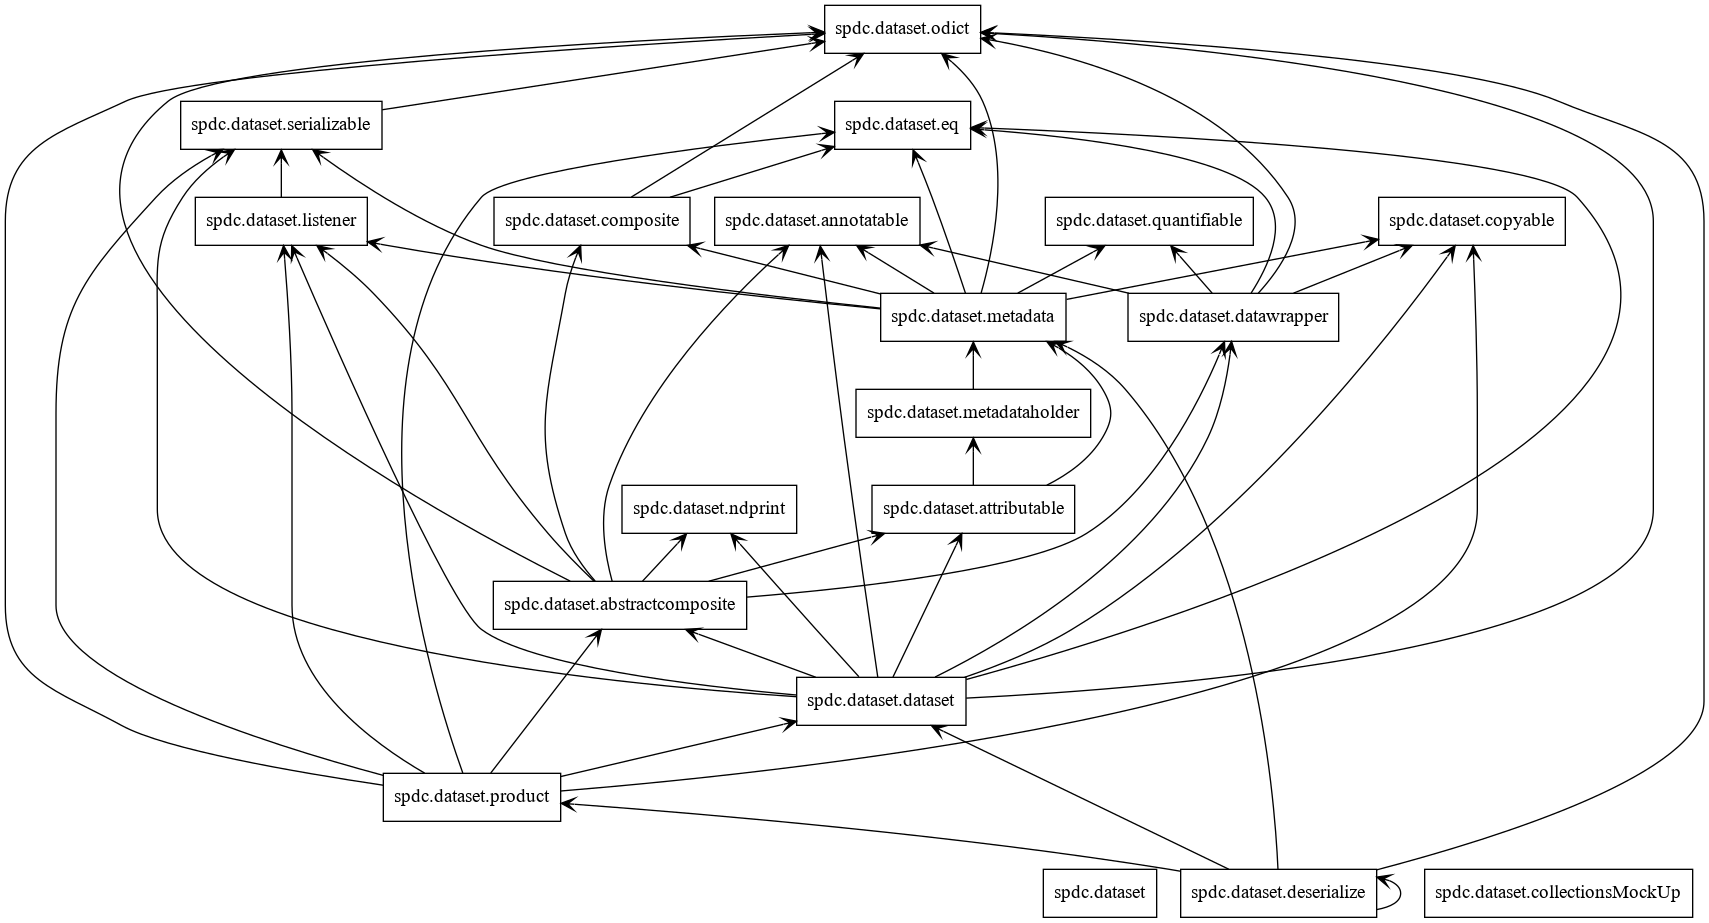 spdc.dataset.odict
spdc.dataset.serializable
spdc.dataset.eq
spdc.dataset.listener
spdc.dataset.composite
spdc.dataset.annotatable
spdc.dataset.quantifiable
spdc.dataset.copyable
spdc.dataset.metadata
spdc.dataset.datawrapper
spdc.dataset.metadataholder
spdc.dataset.ndprint
spdc.dataset.attributable
spdc.dataset.abstractcomposite
spdc.dataset.dataset
spdc.dataset.product
spdc.dataset
spdc.dataset.deserialize
spdc.dataset.collectionsMockUp